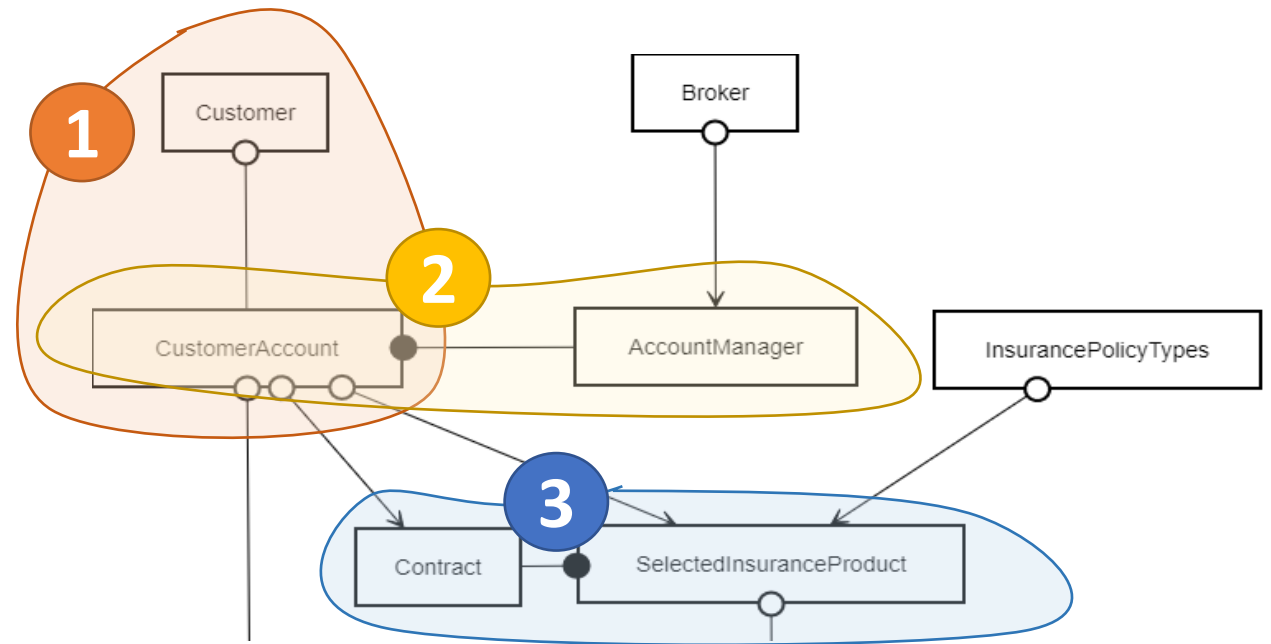 1
Customer
Broker
2
CustomerAccount
AccountManager
InsurancePolicyTypes
3
Contract
SelectedInsuranceProduct